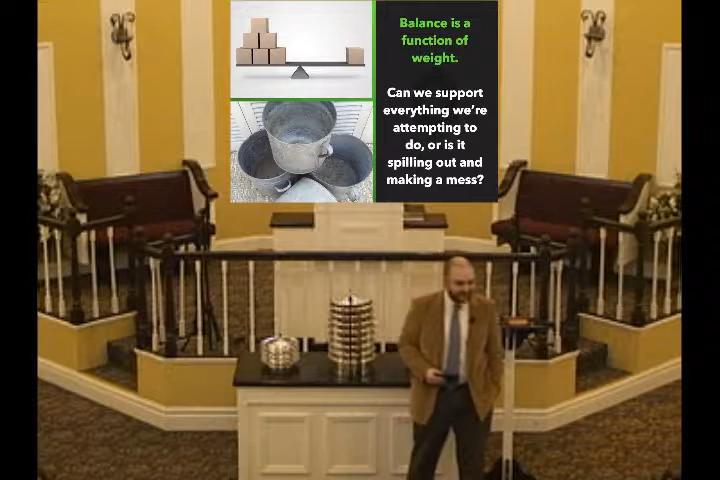 Balance is a
function of
weight.
Can we support
everything we’re
attempting to
do, or is it
spilling out and
making a mess?